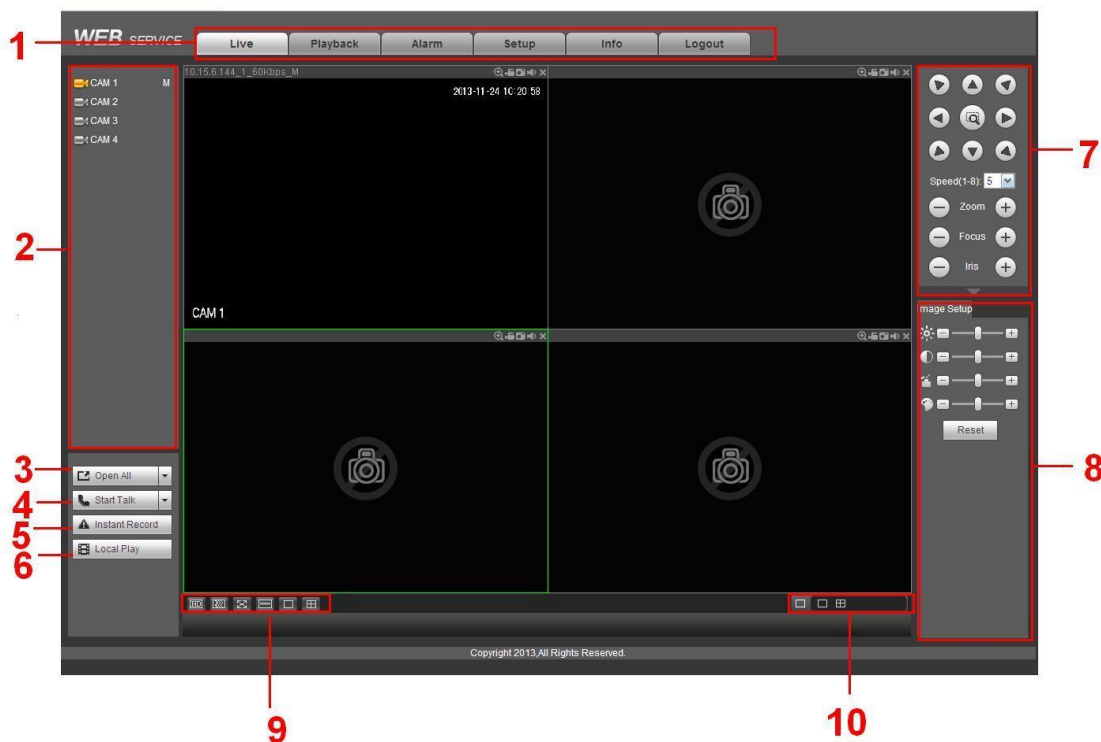 1
WEB SERVICE
Live Playback Alarm Setup Info Logout
10.15.6.144_1_60Kbps_M
2013-11-24 10:20:58
CAM 1 M
CAM 2
CAM 3
CAM 4
2
CAM 1
3
Open All
4
Start Talk
5
Instant Record
6
Local Play
7
Speed(1-8): 5
Zoom
Focus
Iris
mage Setup
Reset
8
HD
9
10
Copyright 2013,All Rights Reserved.